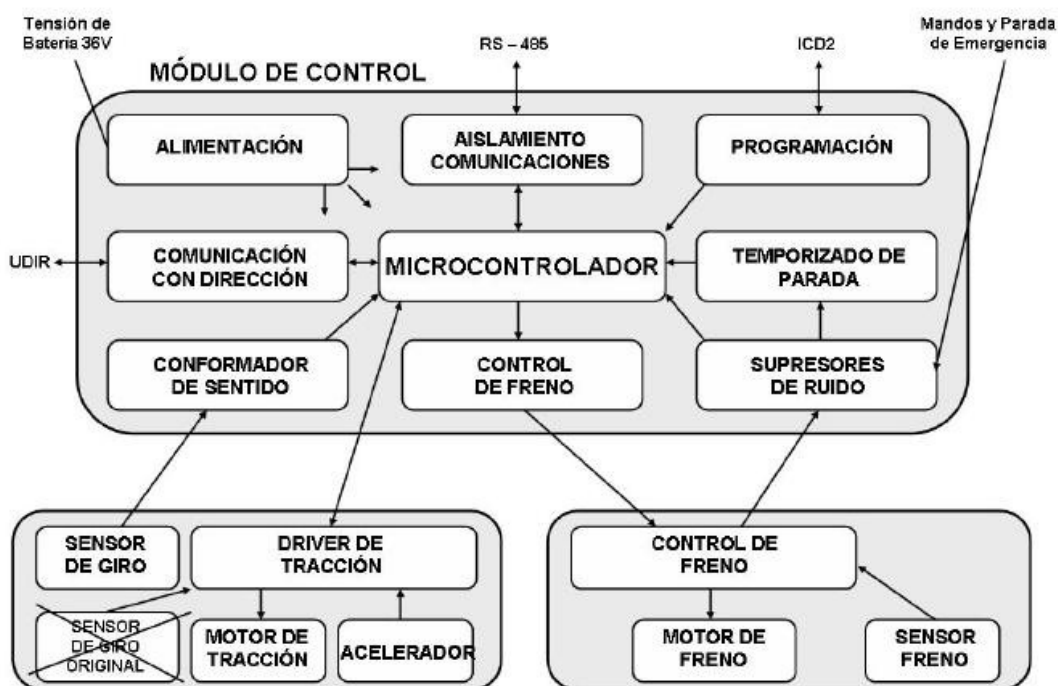 Tensión de
Batería 36V
RS – 485
ICD2
Mandos y Parada
de Emergencia
MÓDULO DE CONTROL
ALIMENTACIÓN
AISLAMIENTO
COMUNICACIONES
PROGRAMACIÓN
UDIR
COMUNICACIÓN
CON DIRECCIÓN
MICROCONTROLADOR
TEMPORIZADO DE
PARADA
CONFORMADOR
DE SENTIDO
CONTROL
DE FRENO
SUPRESORES
DE RUIDO
SENSOR
DE GIRO
DRIVER DE
TRACCIÓN
SENSOR
DE GIRO
ORIGINAL
MOTOR DE
TRACCIÓN
ACELERADOR
CONTROL DE
FRENO
MOTOR DE
FRENO
SENSOR
FRENO